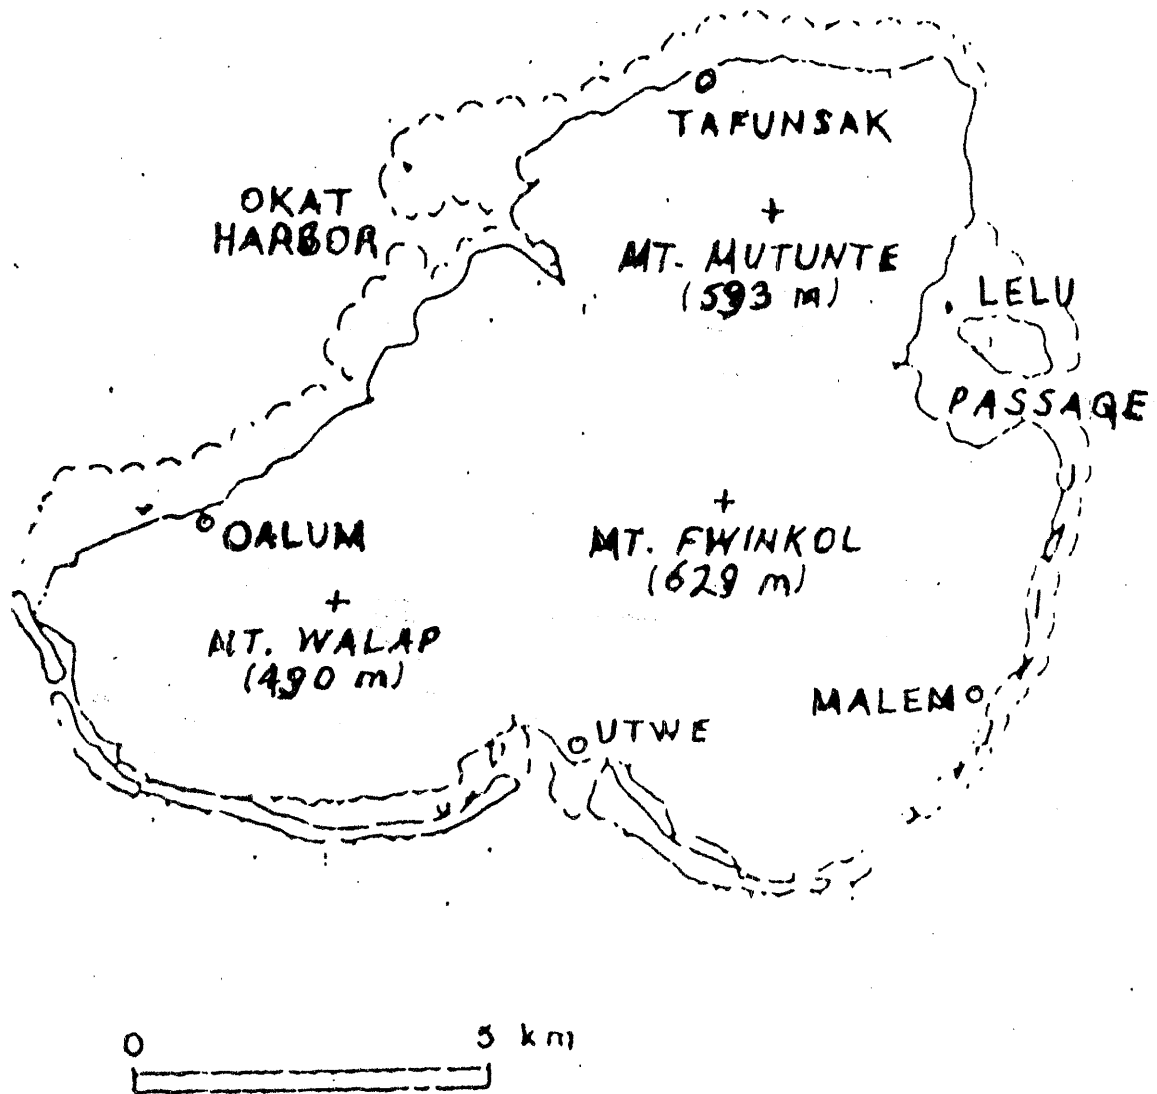 TAFUNSAK
OKAT
HARBOR
+
MT. MUTUNTE
(593 m)
LELU
PASSAGE
+
MT. FWINKOL
(629 m)
OALUM
+
MT. WALAP
(490 m)
MALEM
UTWE
0 5 km